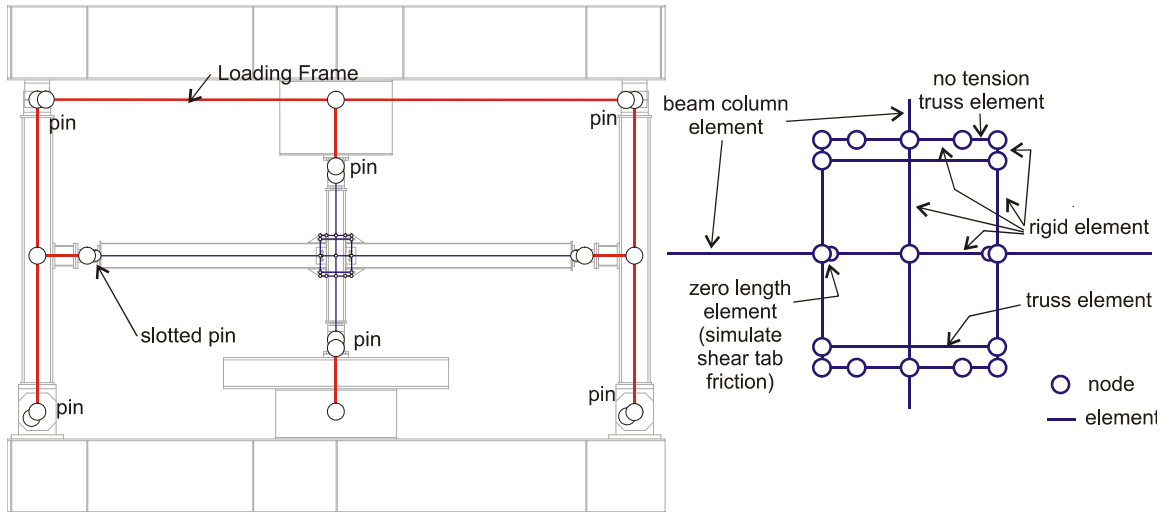 Loading Frame
pin
pin
pin
slotted pin
pin
pin
pin
no tension
truss element
beam column
element
rigid element
zero length
element
(simulate
shear tab
friction)
truss element
node
element